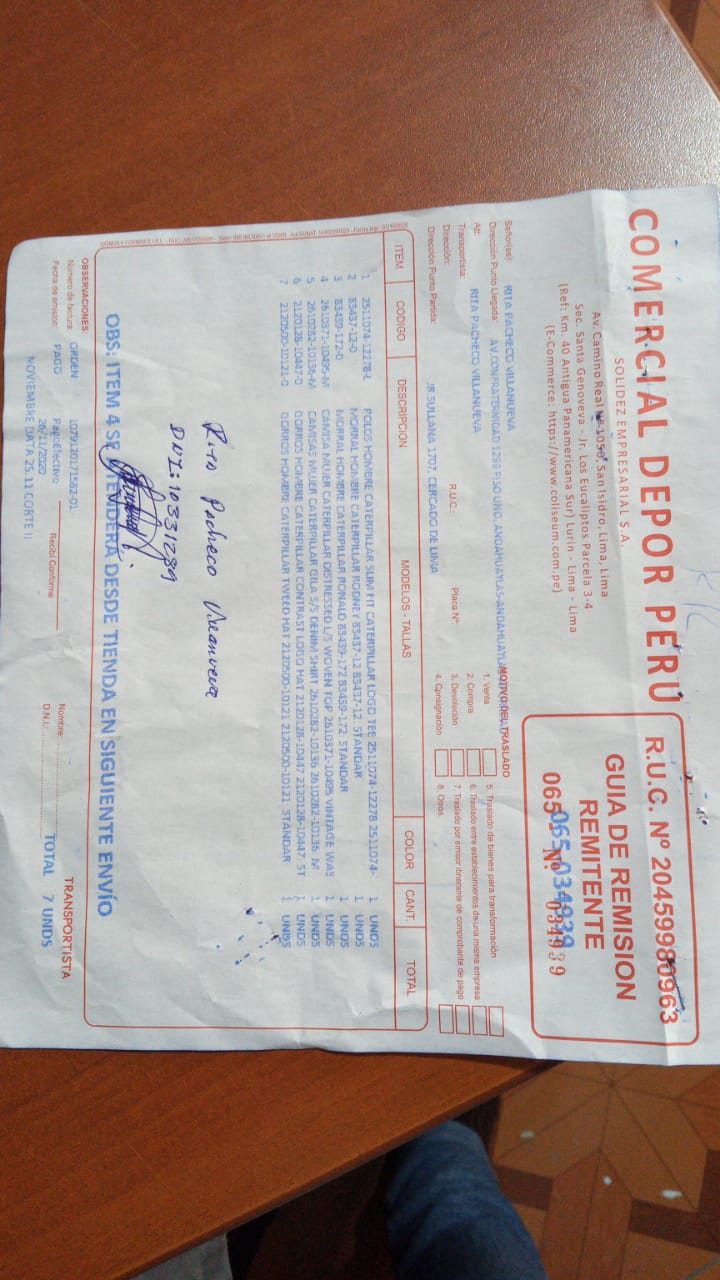 COMERCIAL DEPOR PERÚ
SOLIDEZ EMPRESARIAL S.A.
Av. Camino Real Nº 1050, San Isidro, Lima, Lima
Sec. Santa Genoveva - Jr. Los Eucaliptos Parcela 3-4
(Ref: Km. 40 Antigua Panamericana Sur) Lurin - Lima - Lima
(E-Commerce: https://www.coliseum.com.pe)
R.U.C. Nº 20459980963
GUIA DE REMISION
REMITENTE
065-034939
065- Nº 034939
Señor(es): RITA PACHECO VILLANUEVA
Dirección Punto Llegada: AV.CONFRATERNIDAD 1299 PISO UNO, ANDAHUAYLAS-ANDAHUAYLAS
Att: RITA PACHECO VILLANUEVA
Transportista: R.U.C.:
Dirección: Placa Nº
Dirección Punto Partida: JR SULLANA 1707, CERCADO DE LIMA
MOTIVO DEL TRASLADO
1. Venta
2. Compra
3. Devolución
4. Consignación
5. Traslado de bienes para transformación
6. Traslado entre establecimientos de una misma empresa
7. Traslado por emisor itinerante de comprobante de pago
8. Otros
ITEM CODIGO DESCRIPCION MODELOS - TALLAS COLOR CANT. TOTAL
1 2511074-12278-L POLOS HOMBRE CATERPILLAR SLIM FIT CATERPILLAR LOGO TEE 2511074-12278 2511074- 1 UNDS
2 83437-12-0 MORRAL HOMBRE CATERPILLAR RODNEY 83437-12 83437-12 STANDAR 1 UNDS
3 83439-172-0 MORRAL HOMBRE CATERPILLAR RONALD 83439-172 83439-172 STANDAR 1 UNDS
4 2610371-10495-M CAMISA MUJER CATERPILLAR DISTRESSED L/S WOVEN TOP 2610371-10495 VINTAGE WAS 1 UNDS
5 2610282-10136-M CAMISAS MUJER CATERPILLAR GILA S/S DENIM SHIRT 2610282-10136 2610282-10136 M 1 UNDS
6 2120128-10447-0 GORROS HOMBRE CATERPILLAR CONTRAST LOGO HAT 2120128-10447 2120128-10447 ST 1 UNDS
7 2120500-10121-0 GORROS HOMBRE CATERPILLAR TWEED HAT 2120500-10121 2120500-10121 STANDAR 1 UNDS
Rita Pacheco Villanueva
DNI: 10331289
OBS: ITEM 4 SE ATENDERA DESDE TIENDA EN SIGUIENTE ENVÍO
OBSERVACIONES: TRANSPORTISTA
Número de factura: ORDEN 1079120171582-01
Fecha de emisión: PAGO PagoEfectivo
26/11/2020
NOVIEMBRE DATA 25.11 CORTE II
Recibí Conforme
Nombre:
D.N.I.:
TOTAL 7 UNDS